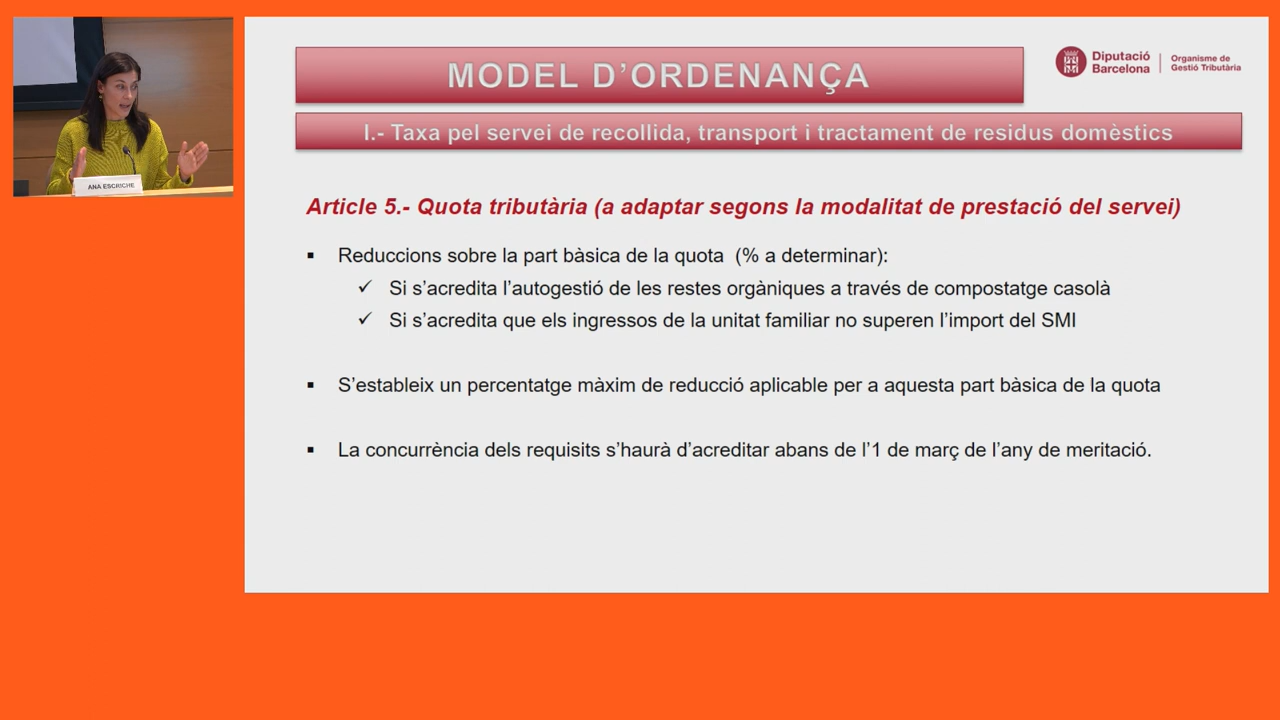 ANA ESCRICHE
MODEL D’ORDENANÇA
Diputació
Barcelona
Organisme de
Gestió Tributària
I.- Taxa pel servei de recollida, transport i tractament de residus domèstics
Article 5.- Quota tributària (a adaptar segons la modalitat de prestació del servei)
▪ Reduccions sobre la part bàsica de la quota (% a determinar):
✓ Si s’acredita l’autogestió de les restes orgàniques a través de compostatge casolà
✓ Si s’acredita que els ingressos de la unitat familiar no superen l’import del SMI
▪ S’estableix un percentatge màxim de reducció aplicable per a aquesta part bàsica de la quota
▪ La concurrència dels requisits s’haurà d’acreditar abans de l’1 de març de l’any de meritació.